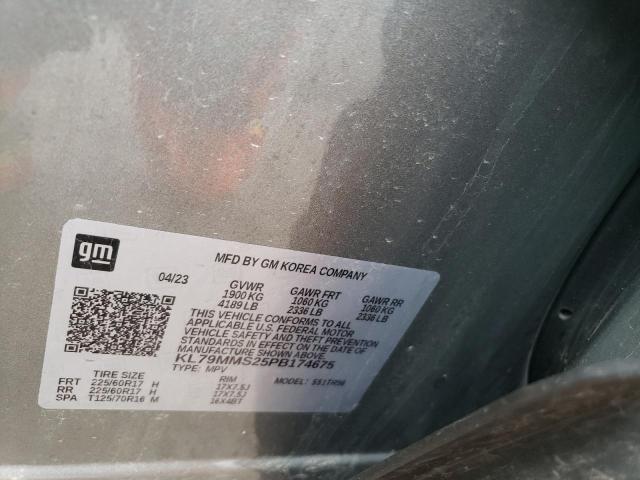 gm
MFD BY GM KOREA COMPANY
04/23 GVWR GAWR FRT GAWR RR
1900 KG 1060 KG 1060 KG
4189 LB 2336 LB 2336 LB
THIS VEHICLE CONFORMS TO ALL
APPLICABLE U.S. FEDERAL MOTOR
VEHICLE SAFETY AND THEFT
PREVENTION STANDARDS IN
EFFECT ON THE DATE OF
MANUFACTURE SHOWN ABOVE.
KL79MMS25PB174675
TYPE: MPV MODEL:
TIRE SIZE RIM
FRT 225/60R17 H 17X7.5J
RR 225/60R17 H 17X7.5J
SPA T125/70R16 M 16X4BT